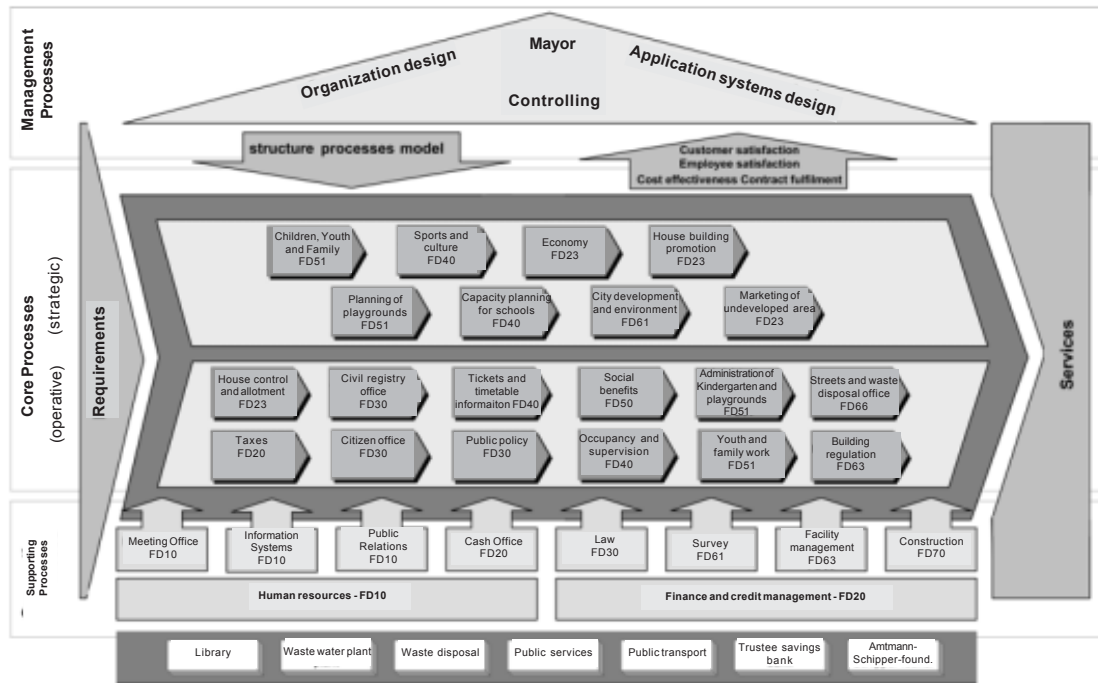 Management
Processes
Organization design
Mayor
Controlling
Application systems design
structure processes model
Customer satisfaction
Employee satisfaction
Cost effectiveness Contract fulfilment
Core Processes
(operative) (strategic)
Requirements
Services
Children, Youth
and Family
FD51
Sports and
culture
FD40
Economy
FD23
House building
promotion
FD23
Planning of
playgrounds
FD51
Capacity planning
for schools
FD40
City development
and environment
FD61
Marketing of
undeveloped area
FD23
House control
and allotment
FD23
Civil registry
office
FD30
Tickets and
timetable
informaiton FD40
Social
benefits
FD50
Administration of
Kindergarten and
playgrounds
FD51
Streets and waste
disposal office
FD66
Taxes
FD20
Citizen office
FD30
Public policy
FD30
Occupancy and
supervision
FD40
Youth and
family work
FD51
Building
regulation
FD63
Supporting
Processes
Meeting Office
FD10
Information
Systems
FD10
Public
Relations
FD10
Cash Office
FD20
Law
FD30
Survey
FD61
Facility
management
FD63
Construction
FD70
Human resources - FD10
Finance and credit management - FD20
Library
Waste water plant
Waste disposal
Public services
Public transport
Trustee savings
bank
Amtmann-
Schipper-found.